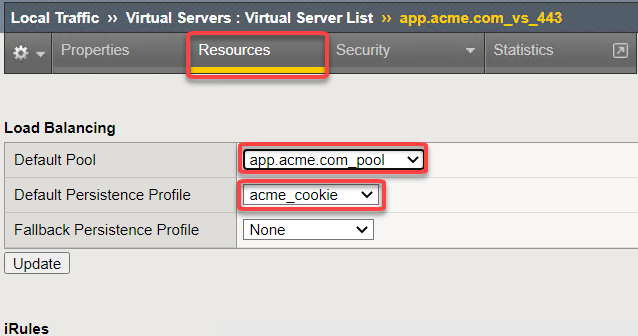 Local Traffic ›› Virtual Servers : Virtual Server List ›› app.acme.com_vs_443
Properties Resources Security Statistics
Load Balancing
Default Pool app.acme.com_pool
Default Persistence Profile acme_cookie
Fallback Persistence Profile None
Update
iRules